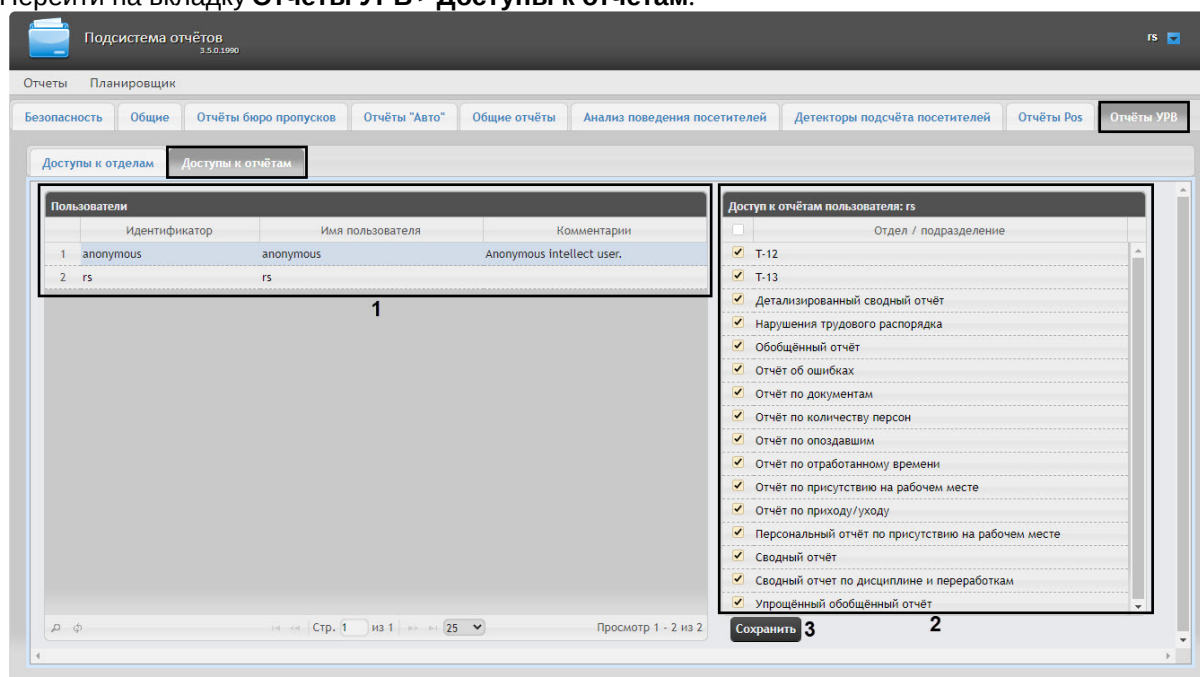 Перейти на вкладку Отчеты УРВ> Доступы к отчетам.
Подсистема отчётов
3.5.0.1990
rs
Отчеты Планировщик
Безопасность Общие Отчёты бюро пропусков Отчёты "Авто" Общие отчёты Анализ поведения посетителей Детекторы подсчёта посетителей Отчёты Pos Отчёты УРВ
Доступы к отделам Доступы к отчётам
Пользователи
Идентификатор Имя пользователя Комментарии
1 anonymous anonymous Anonymous intellect user.
2 rs rs
1
Доступ к отчётам пользователя: rs
Отдел / подразделение
Т-12
Т-13
Детализированный сводный отчёт
Нарушения трудового распорядка
Обобщённый отчёт
Отчёт об ошибках
Отчёт по документам
Отчёт по количеству персон
Отчёт по опоздавшим
Отчёт по отработанному времени
Отчёт по присутствию на рабочем месте
Отчёт по приходу/уходу
Персональный отчёт по присутствию на рабочем месте
Сводный отчёт
Сводный отчет по дисциплине и переработкам
Упрощённый обобщённый отчёт
Стр. 1 из 1 25 Просмотр 1 - 2 из 2
Сохранить 3 2